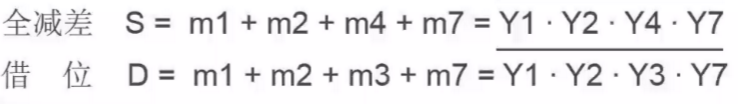 全减差 S = m1 + m2 + m4 + m7 = Y1 · Y2 · Y4 · Y7
借 位 D = m1 + m2 + m3 + m7 = Y1 · Y2 · Y3 · Y7